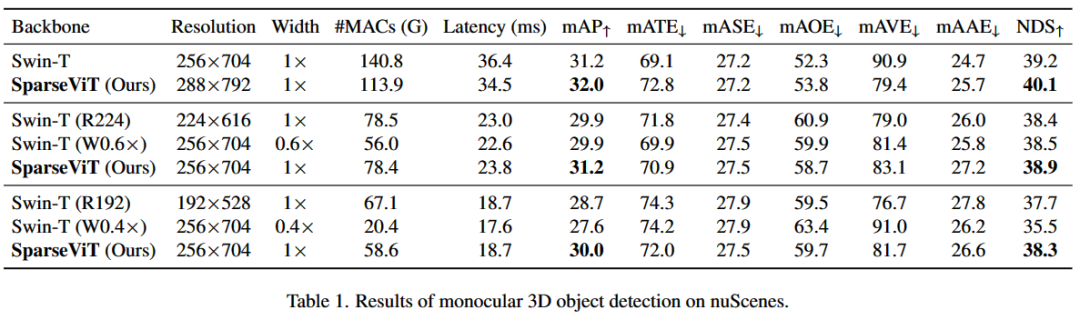 Backbone Resolution Width #MACs (G) Latency (ms) mAP↑ mATE↓ mASE↓ mAOE↓ mAVE↓ mAAE↓ NDS↑
Swin-T 256×704 1× 140.8 36.4 31.2 69.1 27.2 52.3 90.9 24.7 39.2
SparseViT (Ours) 288×792 1× 113.9 34.5 32.0 72.8 27.2 53.8 79.4 25.7 40.1
Swin-T (R224) 224×616 1× 78.5 23.0 29.9 71.8 27.4 60.9 79.0 26.0 38.4
Swin-T (W0.6×) 256×704 0.6× 56.0 22.6 29.9 69.9 27.5 59.9 81.4 25.8 38.5
SparseViT (Ours) 256×704 1× 78.4 23.8 31.2 70.9 27.5 58.7 83.1 27.2 38.9
Swin-T (R192) 192×528 1× 67.1 18.7 28.7 74.3 27.9 59.5 76.7 27.8 37.7
Swin-T (W0.4×) 256×704 0.4× 20.4 17.6 27.6 74.2 27.9 63.4 91.0 26.2 35.5
SparseViT (Ours) 256×704 1× 58.6 18.7 30.0 72.0 27.5 59.7 81.7 26.6 38.3
Table 1. Results of monocular 3D object detection on nuScenes.